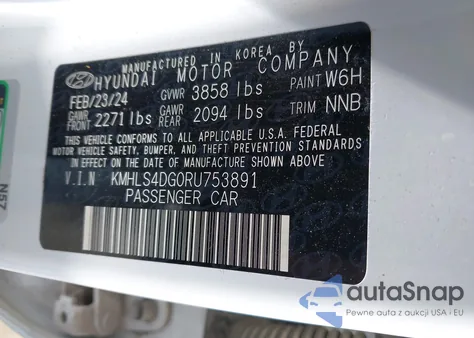 MANUFACTURED IN KOREA BY
HYUNDAI MOTOR COMPANY
FEB/23/24 GVWR 3858 lbs PAINT W6H
GAWR FRONT 2271 lbs GAWR REAR 2094 lbs TRIM NNB
THIS VEHICLE CONFORMS TO ALL APPLICABLE U.S.A. FEDERAL
MOTOR VEHICLE SAFETY, BUMPER, AND THEFT PREVENTION STANDARDS
IN EFFECT ON THE DATE OF MANUFACTURE SHOWN ABOVE.
V.I.N KMHLS4DG0RU753891
PASSENGER CAR
N57
autoSnap
Pewne auta z aukcji USA - EU